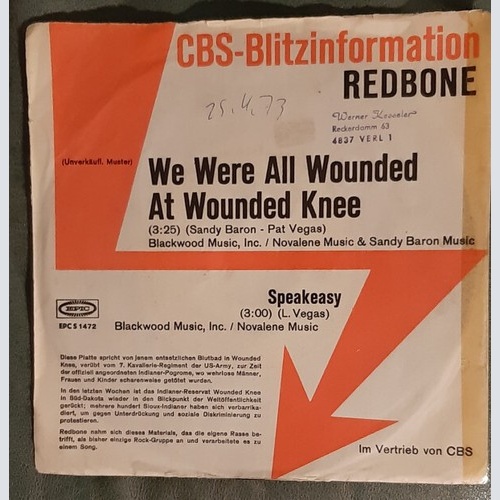 CBS-Blitzinformation
REDBONE
25.4.73
Werner
Reckerdomm 63
4837 VERL 1
(Unverkäufl. Muster)
We Were All Wounded
At Wounded Knee
(3:25) (Sandy Baron - Pat Vegas)
Blackwood Music, Inc. / Novalene Music & Sandy Baron Music
Speakeasy
(3:00) (L. Vegas)
Blackwood Music, Inc. / Novalene Music
EPIC
EPC S 1472
Diese Platte spricht von jenem entsetzlichen Blutbad in Wounded
Knee, verübt vom 7. Kavallerie-Regiment der US-Army, zur Zeit
der offiziell angeordneten Indianer-Pogrome, wo wehrlose Männer,
Frauen und Kinder scharenweise getötet wurden.
In den letzten Wochen ist das Indianer-Reservat Wounded Knee
in Süd-Dakota wieder in den Blickpunkt der Weltöffentlichkeit
gerückt; mehrere hundert Sioux-Indianer haben sich verbarrika-
diert, um gegen Unterdrückung und soziale Diskriminierung zu
protestieren.
Redbone nahm sich dieses Materials, das die eigene Rasse be-
trifft, als bisher einzige Rock-Gruppe an und verarbeitete es zu
einem Song.
Im Vertrieb von CBS